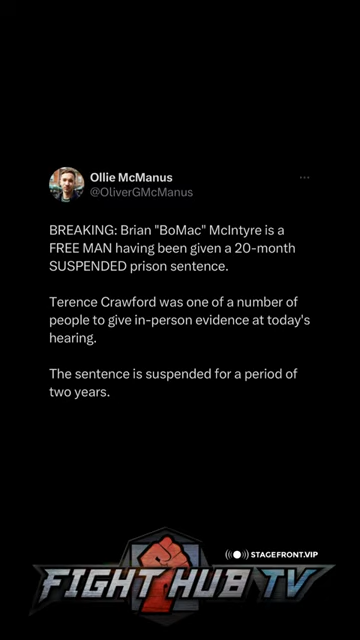 Ollie McManus
@OliverGMcManus
BREAKING: Brian "BoMac" McIntyre is a
FREE MAN having been given a 20-month
SUSPENDED prison sentence.
Terence Crawford was one of a number of
people to give in-person evidence at today's
hearing.
The sentence is suspended for a period of
two years.
STAGEFRONT.VIP
FIGHT HUB TV